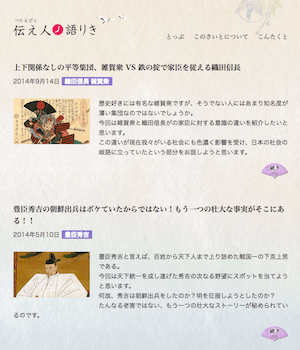 つたえびと
伝え人ノ語りき
とっぷ このさいとについて こんたくと
上下関係なしの平等集団、雑賀衆 VS 鉄の掟で家臣を従える織田信長
2014年9月14日 織田信長 雑賀衆
歴史好きには有名な雑賀衆ですが、そうでない人にはあまり知名度が
薄い集団なのではないでしょうか。
今回は雑賀衆と織田信長がの家臣に対する意識の違いを紹介したいと
思います。
この違いが現在我々がいる社会にも色濃く影響を受け、日本の社会の
岐路に立っていたという部分をお話しようと思います。
続き
豊臣秀吉の朝鮮出兵はボケていたからではない！もう一つの壮大な事実がそこにあ
る！！
2014年5月10日 豊臣秀吉
豊臣秀吉と言えば、百姓から天下人まで上り詰めた戦国一の下克上男
である。
今回は天下統一を成し遂げた秀吉の次なる野望にスポットを当てよう
と思う。
何故、秀吉は朝鮮出兵をしたのか？明を征服しようとしたのか？
たんなる老害ではない、もう一つの壮大なストーリーが秘められてい
るのです。
続き